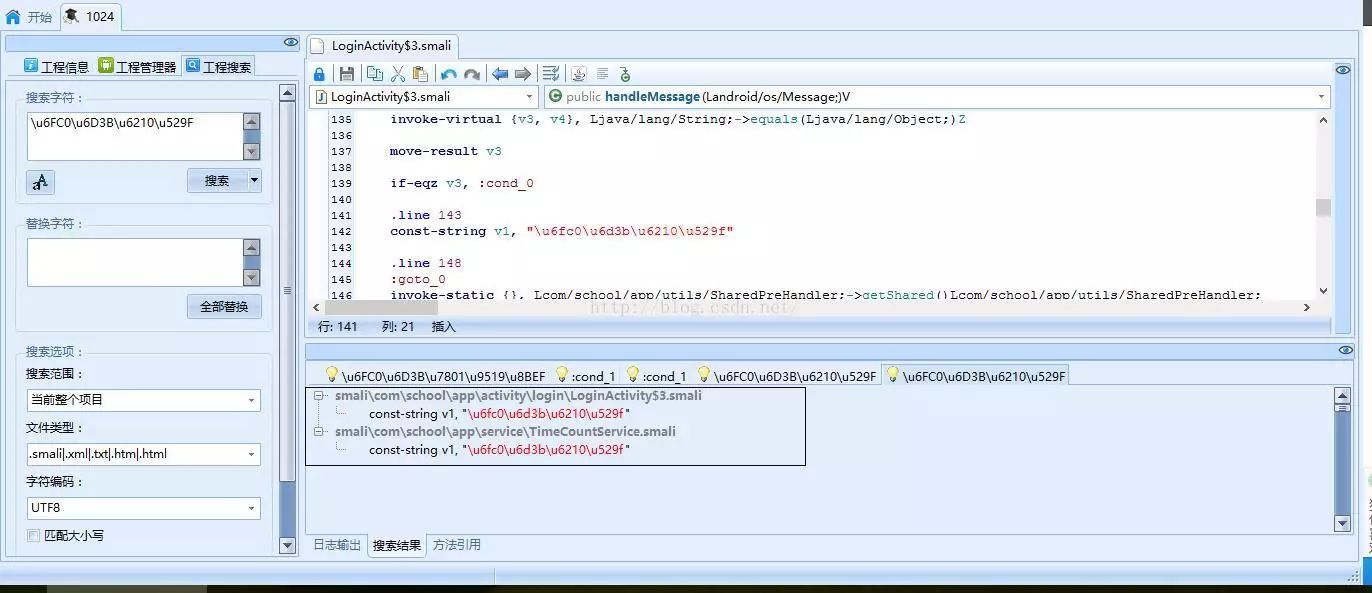 开始 1024
工程信息 工程管理器 工程搜索
搜索字符：
\u6FC0\u6D3B\u6210\u529F
搜索
替换字符：
全部替换
搜索选项：
搜索范围：
当前整个项目
文件类型：
.smali|.xml|.txt|.htm|.html
字符编码：
UTF8
匹配大小写
LoginActivity$3.smali
LoginActivity$3.smali public handleMessage(Landroid/os/Message;)V
135 invoke-virtual {v3, v4}, Ljava/lang/String;->equals(Ljava/lang/Object;)Z
136
137 move-result v3
138
139 if-eqz v3, :cond_0
140
141 .line 143
142 const-string v1, "\u6fc0\u6d3b\u6210\u529f"
143
144 .line 148
145 :goto_0
146 invoke-static {}, Lcom/school/app/utils/SharedPreHandler;->getShared()Lcom/school/app/utils/SharedPreHandler;
http://blog.csdn.net/
行: 141 列: 21 插入
\u6FC0\u6D3B\u7801\u9519\u8BEF :cond_1 :cond_1 \u6FC0\u6D3B\u6210\u529F \u6FC0\u6D3B\u6210\u529F
smali\com\school\app\activity\login\LoginActivity$3.smali
const-string v1, "\u6fc0\u6d3b\u6210\u529f"
smali\com\school\app\service\TimeCountService.smali
const-string v1, "\u6fc0\u6d3b\u6210\u529f"
日志输出 搜索结果 方法引用